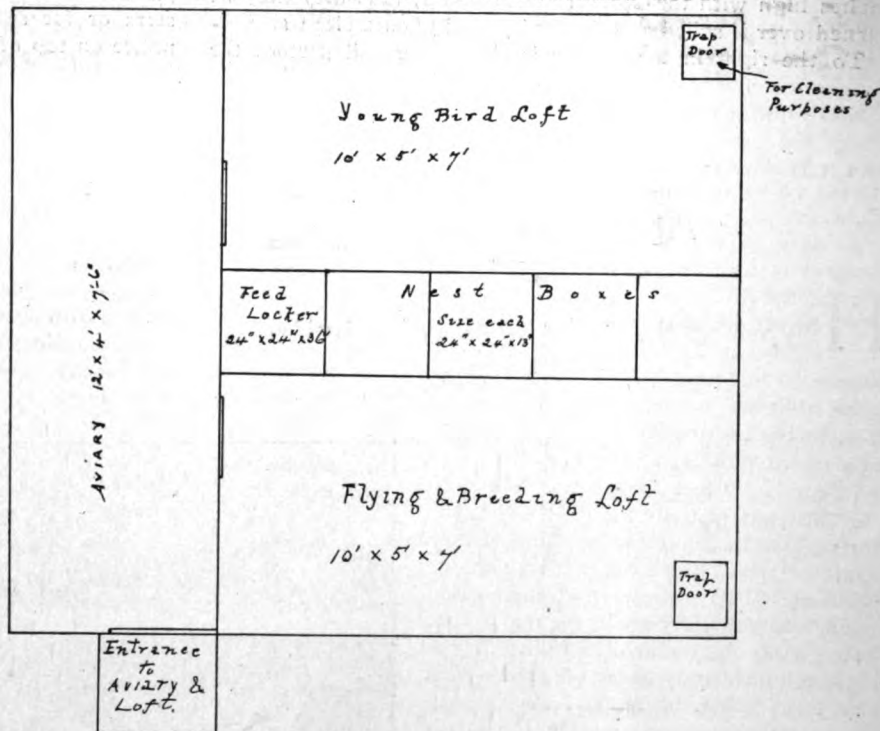 Trap
Door
For Cleaning
Purposes
Young Bird Loft
10' x 5' x 7'
AVIARY 12' x 4' x 7'-6"
Feed
Locker
24" x 24" x 36"
Nest Boxes
Size each
24" x 24" x 13"
Flying & Breeding Loft
10' x 5' x 7'
Trap
Door
Entrance
to
Aviary &
Loft.